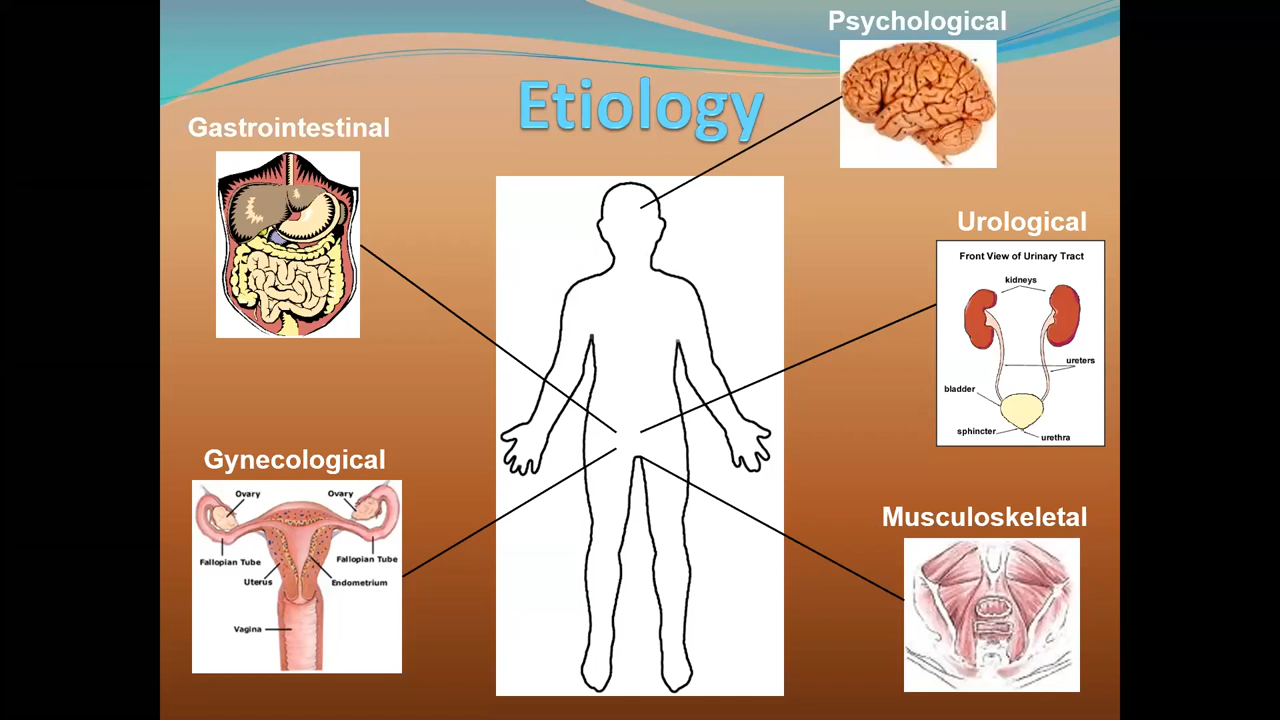 Psychological
Etiology
Gastrointestinal
Urological
Front View of Urinary Tract
kidneys
ureters
bladder
sphincter
urethra
Gynecological
Ovary
Ovary
Fallopian Tube
Fallopian Tube
Uterus
Endometrium
Vagina
Musculoskeletal